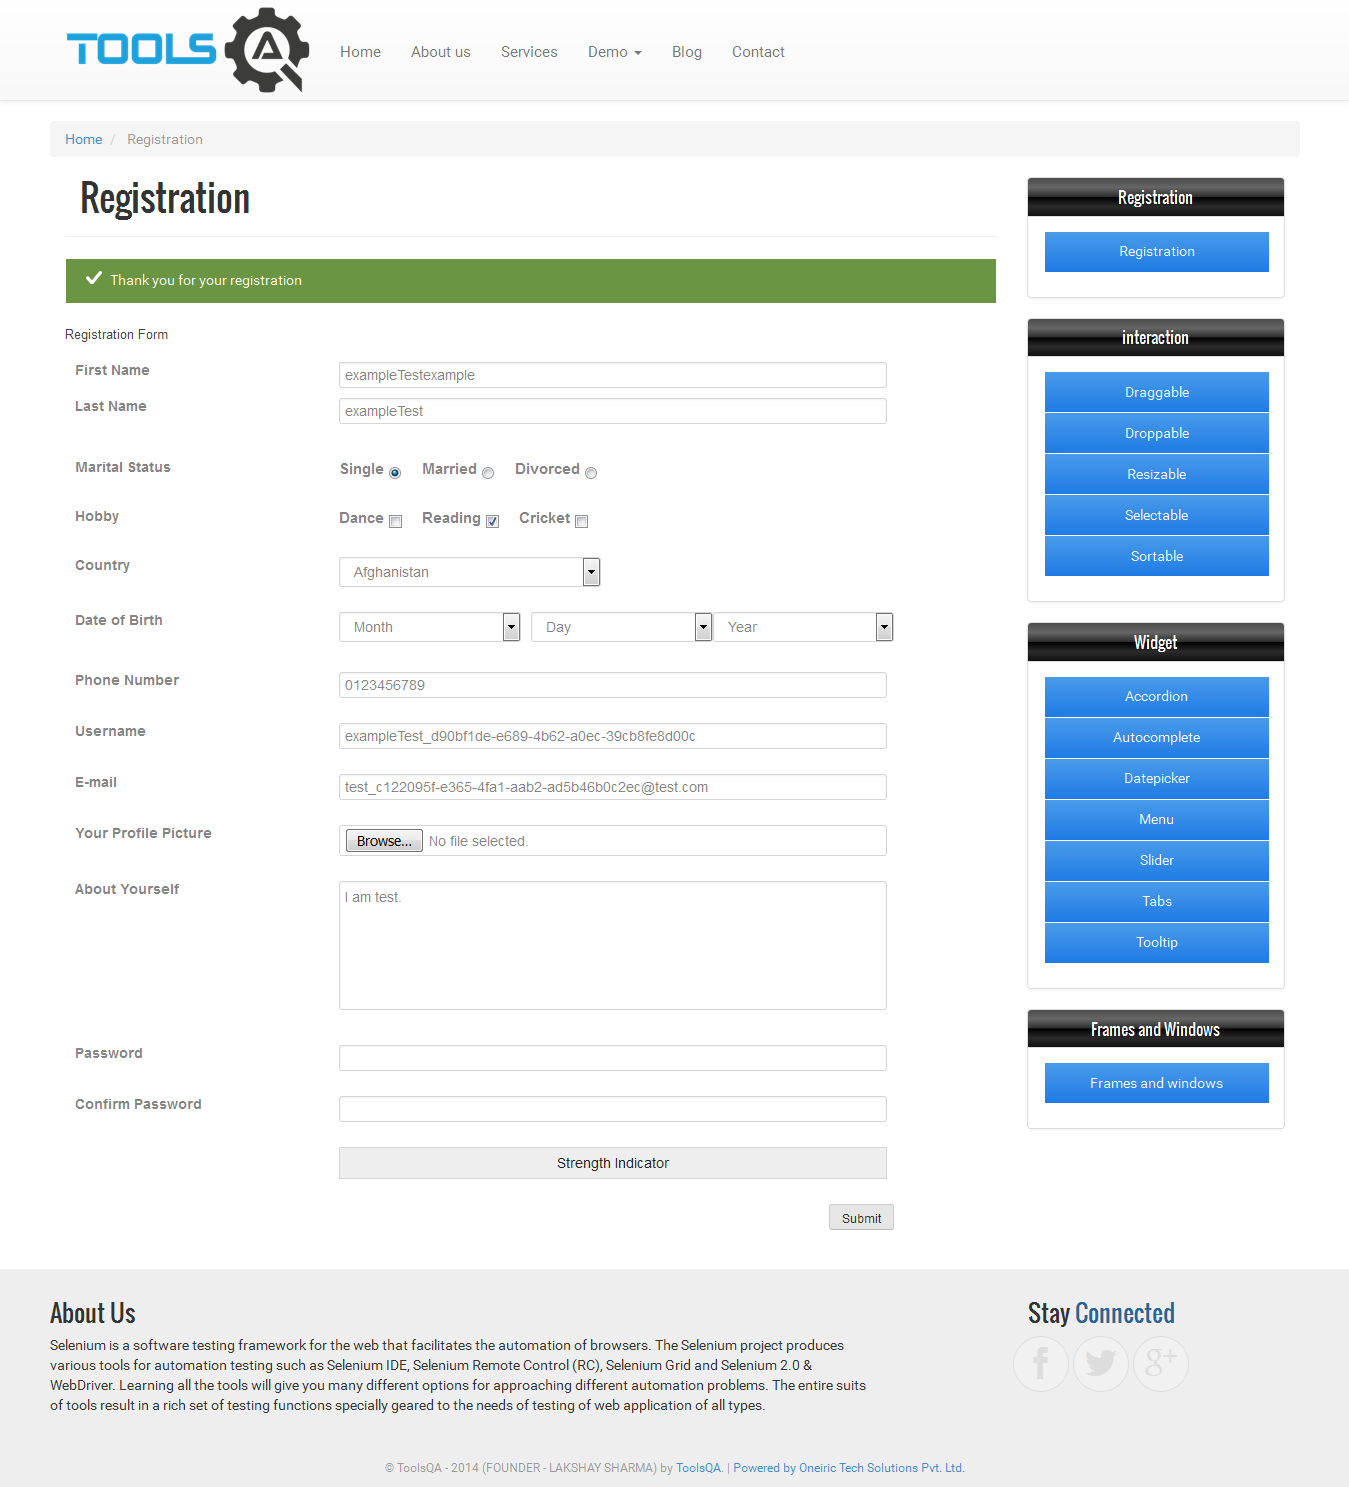 TOOLS QA
Home About us Services Demo Blog Contact
Home / Registration
Registration
Thank you for your registration
Registration Form
First Name exampleTestexample
Last Name exampleTest
Marital Status Single Married Divorced
Hobby Dance Reading Cricket
Country Afghanistan
Date of Birth Month Day Year
Phone Number 0123456789
Username exampleTest_d90bf1de-e689-4b62-a0ec-39cb8fe8d00c
E-mail test_c122095f-e365-4fa1-aab2-ad5b46b0c2ec@test.com
Your Profile Picture Browse... No file selected.
About Yourself I am test.
Password
Confirm Password
Strength Indicator
Submit
Registration
Registration
interaction
Draggable
Droppable
Resizable
Selectable
Sortable
Widget
Accordion
Autocomplete
Datepicker
Menu
Slider
Tabs
Tooltip
Frames and Windows
Frames and windows
About Us
Selenium is a software testing framework for the web that facilitates the automation of browsers. The Selenium project produces
various tools for automation testing such as Selenium IDE, Selenium Remote Control (RC), Selenium Grid and Selenium 2.0 &
WebDriver. Learning all the tools will give you many different options for approaching different automation problems. The entire suits
of tools result in a rich set of testing functions specially geared to the needs of testing of web application of all types.
Stay Connected
f g+
© ToolsQA - 2014 (FOUNDER - LAKSHAY SHARMA) by ToolsQA. | Powered by Oneiric Tech Solutions Pvt. Ltd.